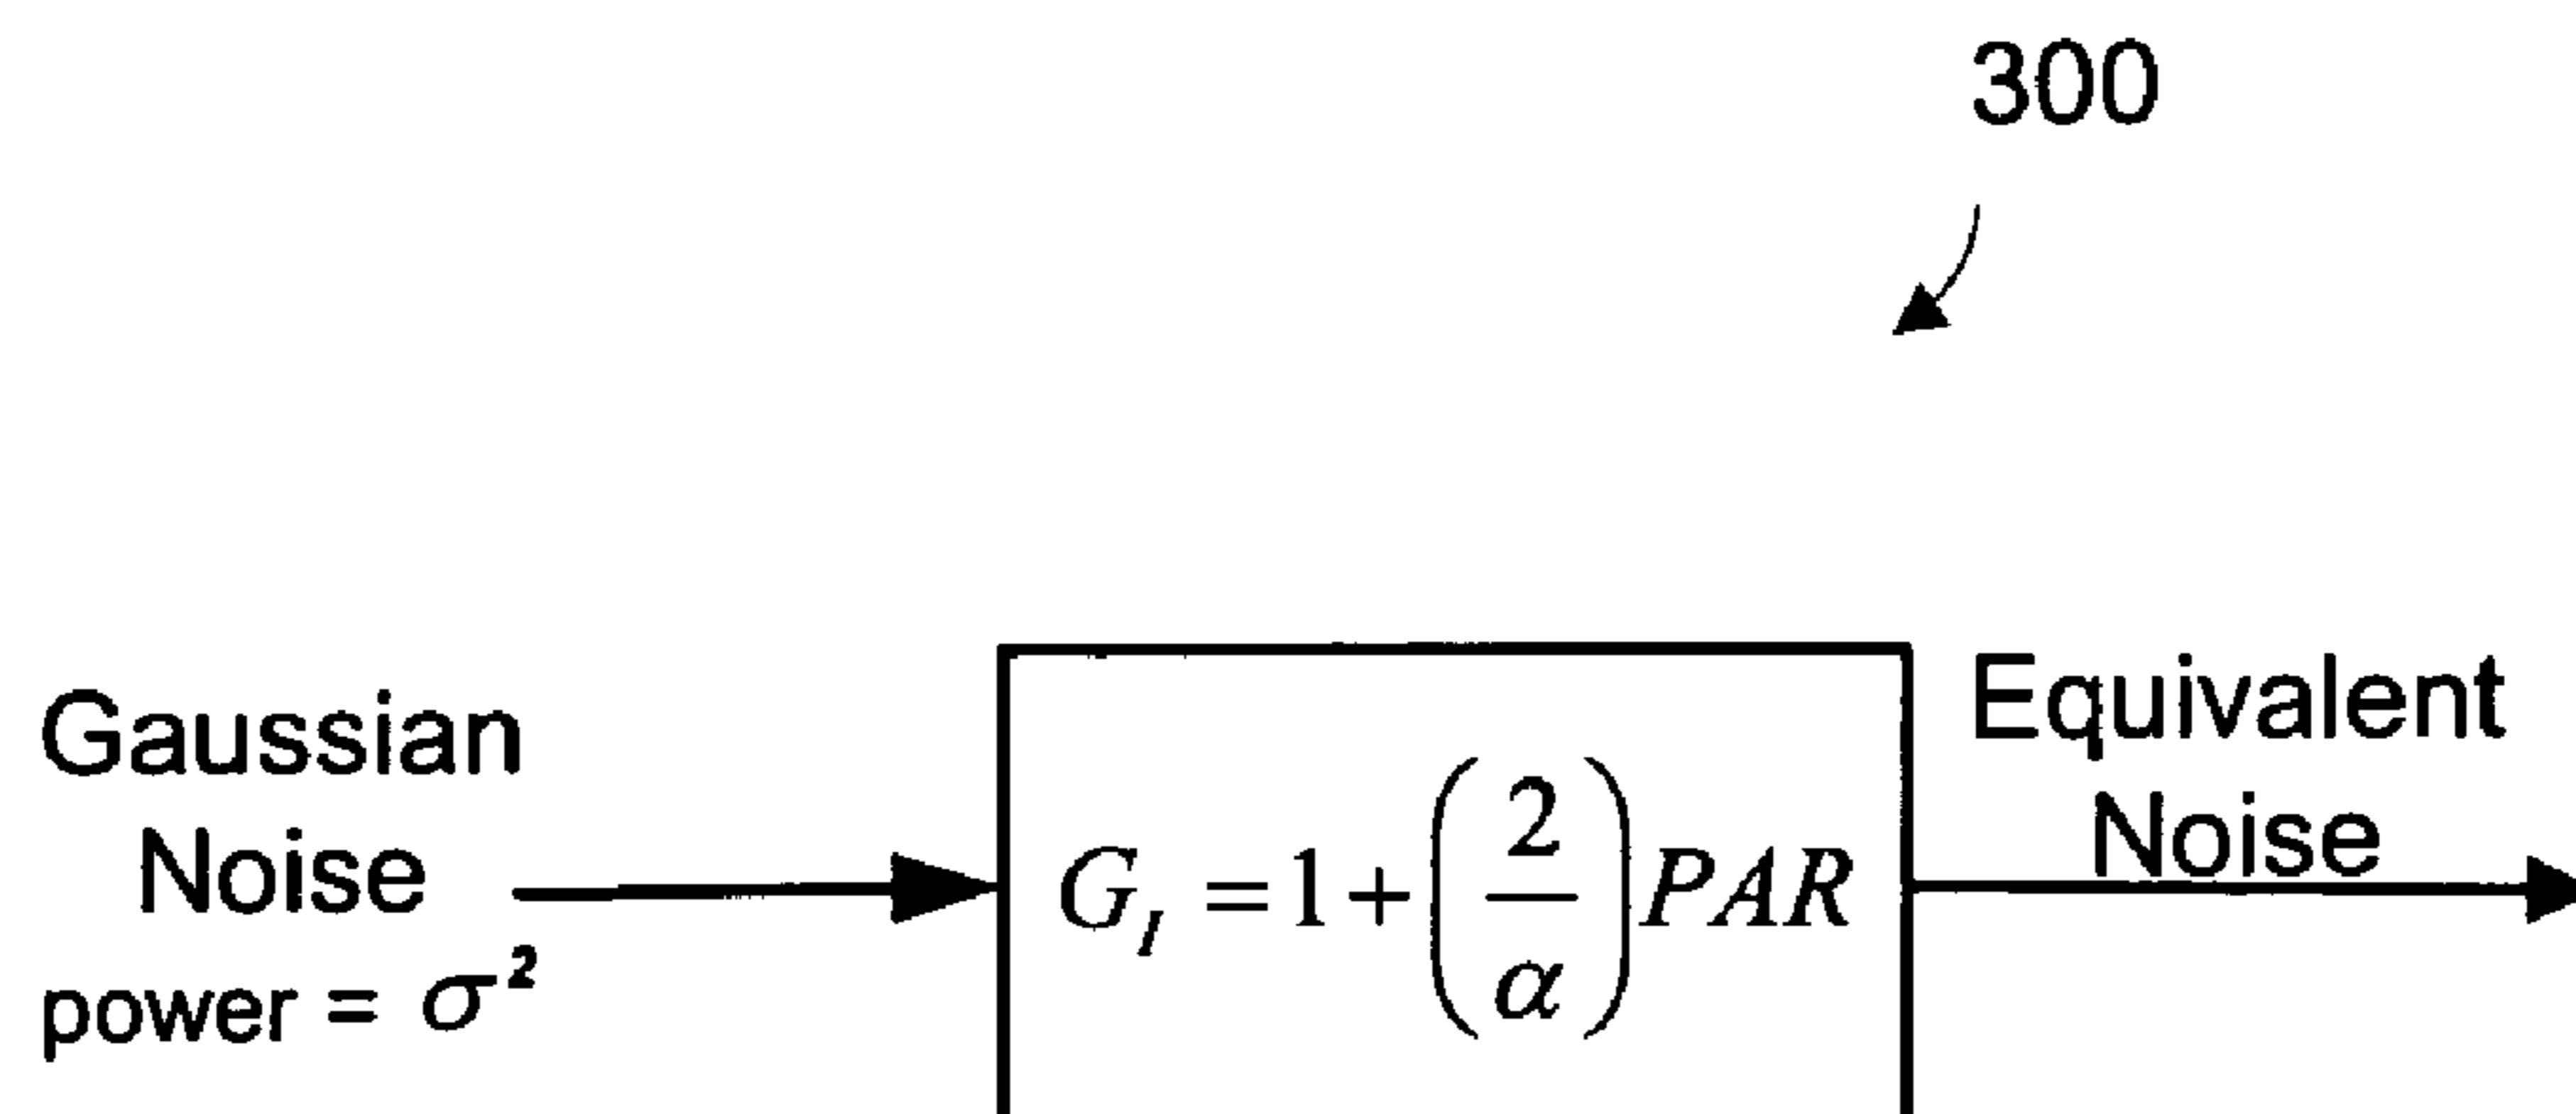 300
Gaussian
Noise
power = σ²
G_I = 1 + (2/α) PAR
Equivalent
Noise